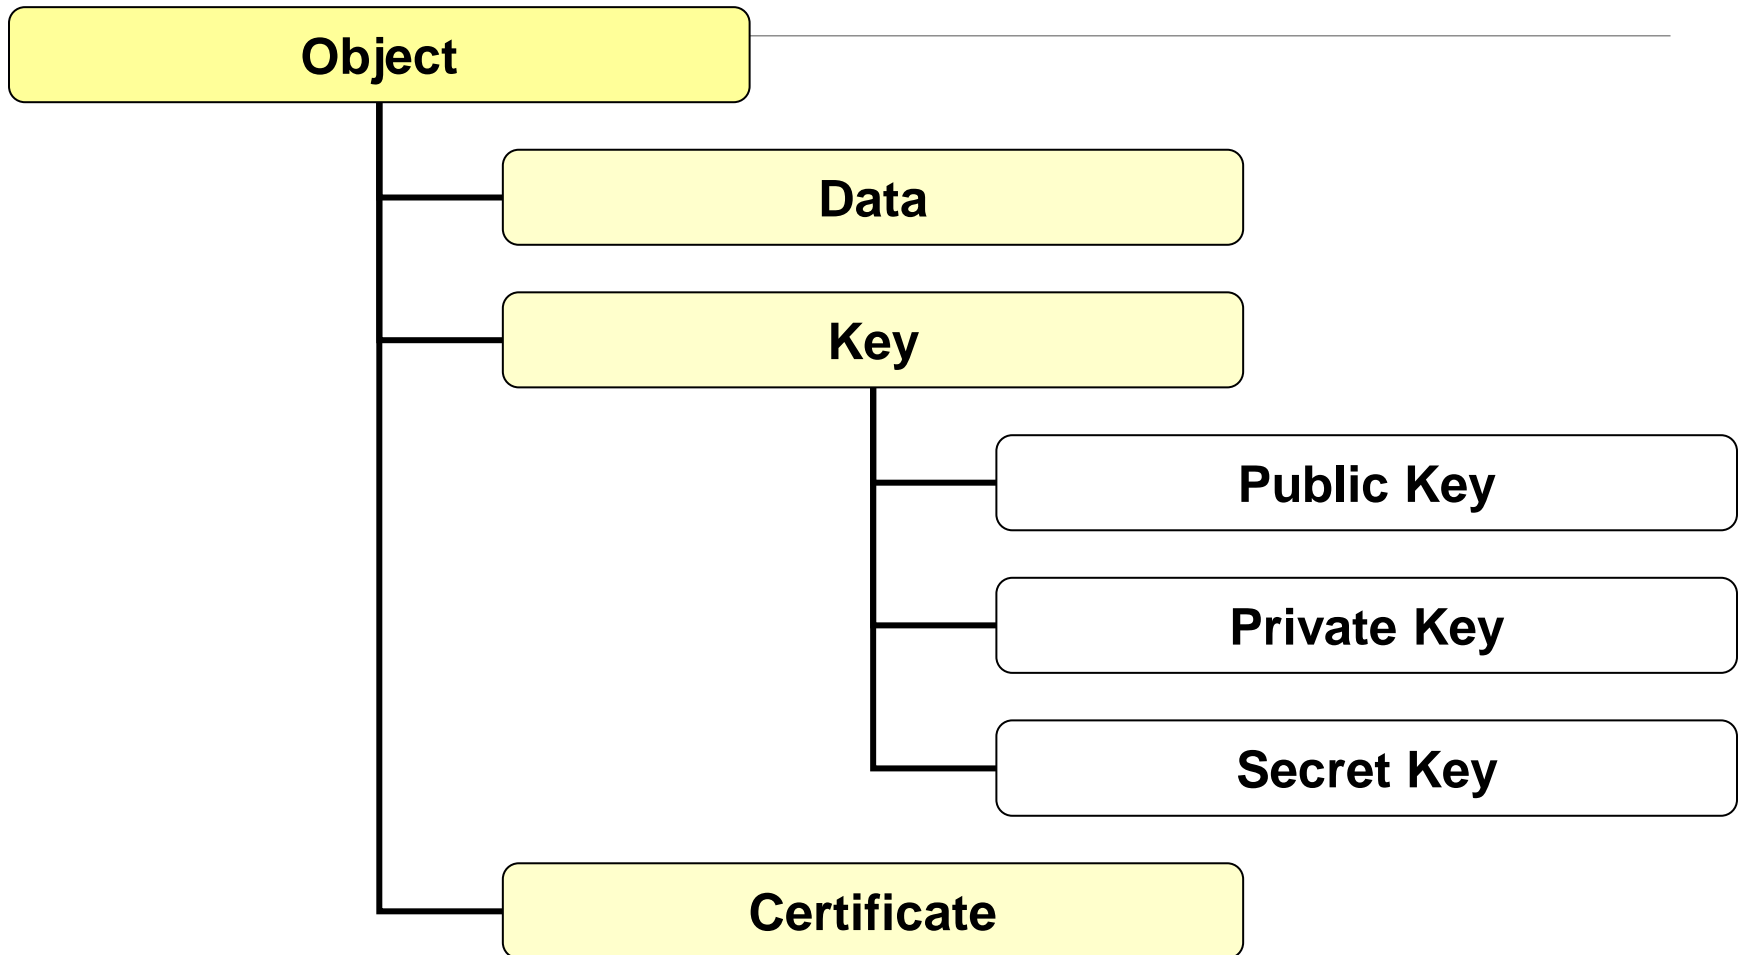 Object
Data
Key
Public Key
Private Key
Secret Key
Certificate